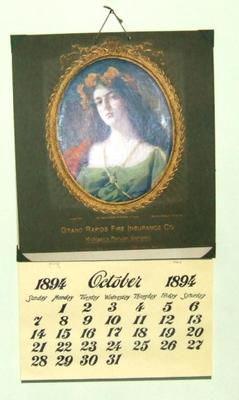 GRAND RAPIDS FIRE INSURANCE CO.
1894 October 1894
Sunday Monday Tuesday Wednesday Thursday Friday Saturday
1 2 3 4 5 6
7 8 9 10 11 12 13
14 15 16 17 18 19 20
21 22 23 24 25 26 27
28 29 30 31